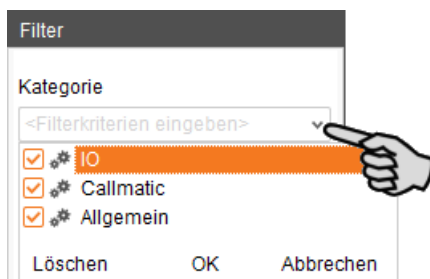 Filter
Kategorie
<Filterkriterien eingeben>
IO
Callmatic
Allgemein
Löschen OK Abbrechen